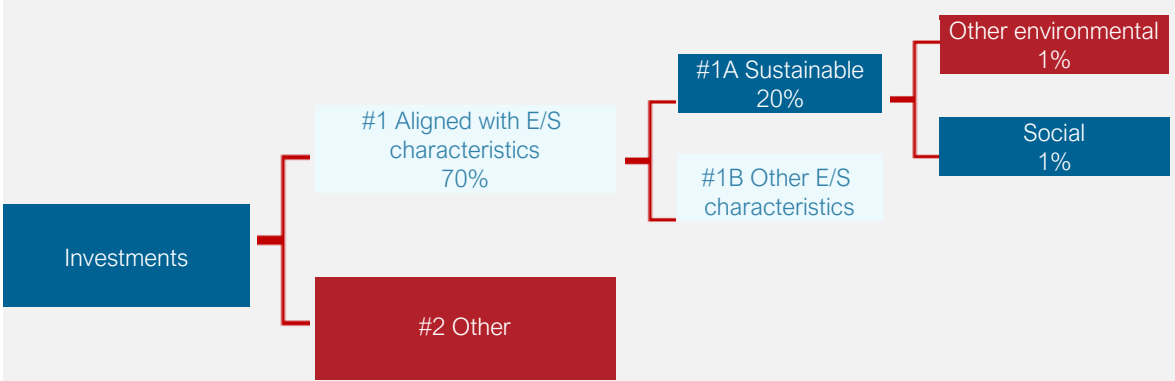 Investments
#1 Aligned with E/S
characteristics
70%
#2 Other
#1A Sustainable
20%
#1B Other E/S
characteristics
Other environmental
1%
Social
1%